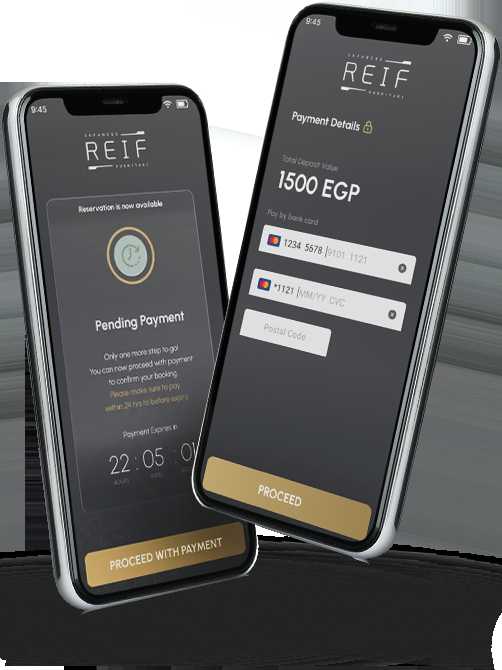 9:45
JAPANESE
REIF
KUSHIYAKI
Reservation is now available
Pending Payment
Only one more step to go!
You can now proceed with payment
to confirm your booking.
Please make sure to pay
within 24 hrs to before expiry.
Payment Expires in
22 : 05 : 01
HOURS MINS
PROCEED WITH PAYMENT
9:45
JAPANESE
REIF
KUSHIYAKI
Payment Details
Total Deposit Value
1500 EGP
Pay by bank card
1234 5678 9101 1121
*1121 MM/YY CVC
Postal Code
PROCEED